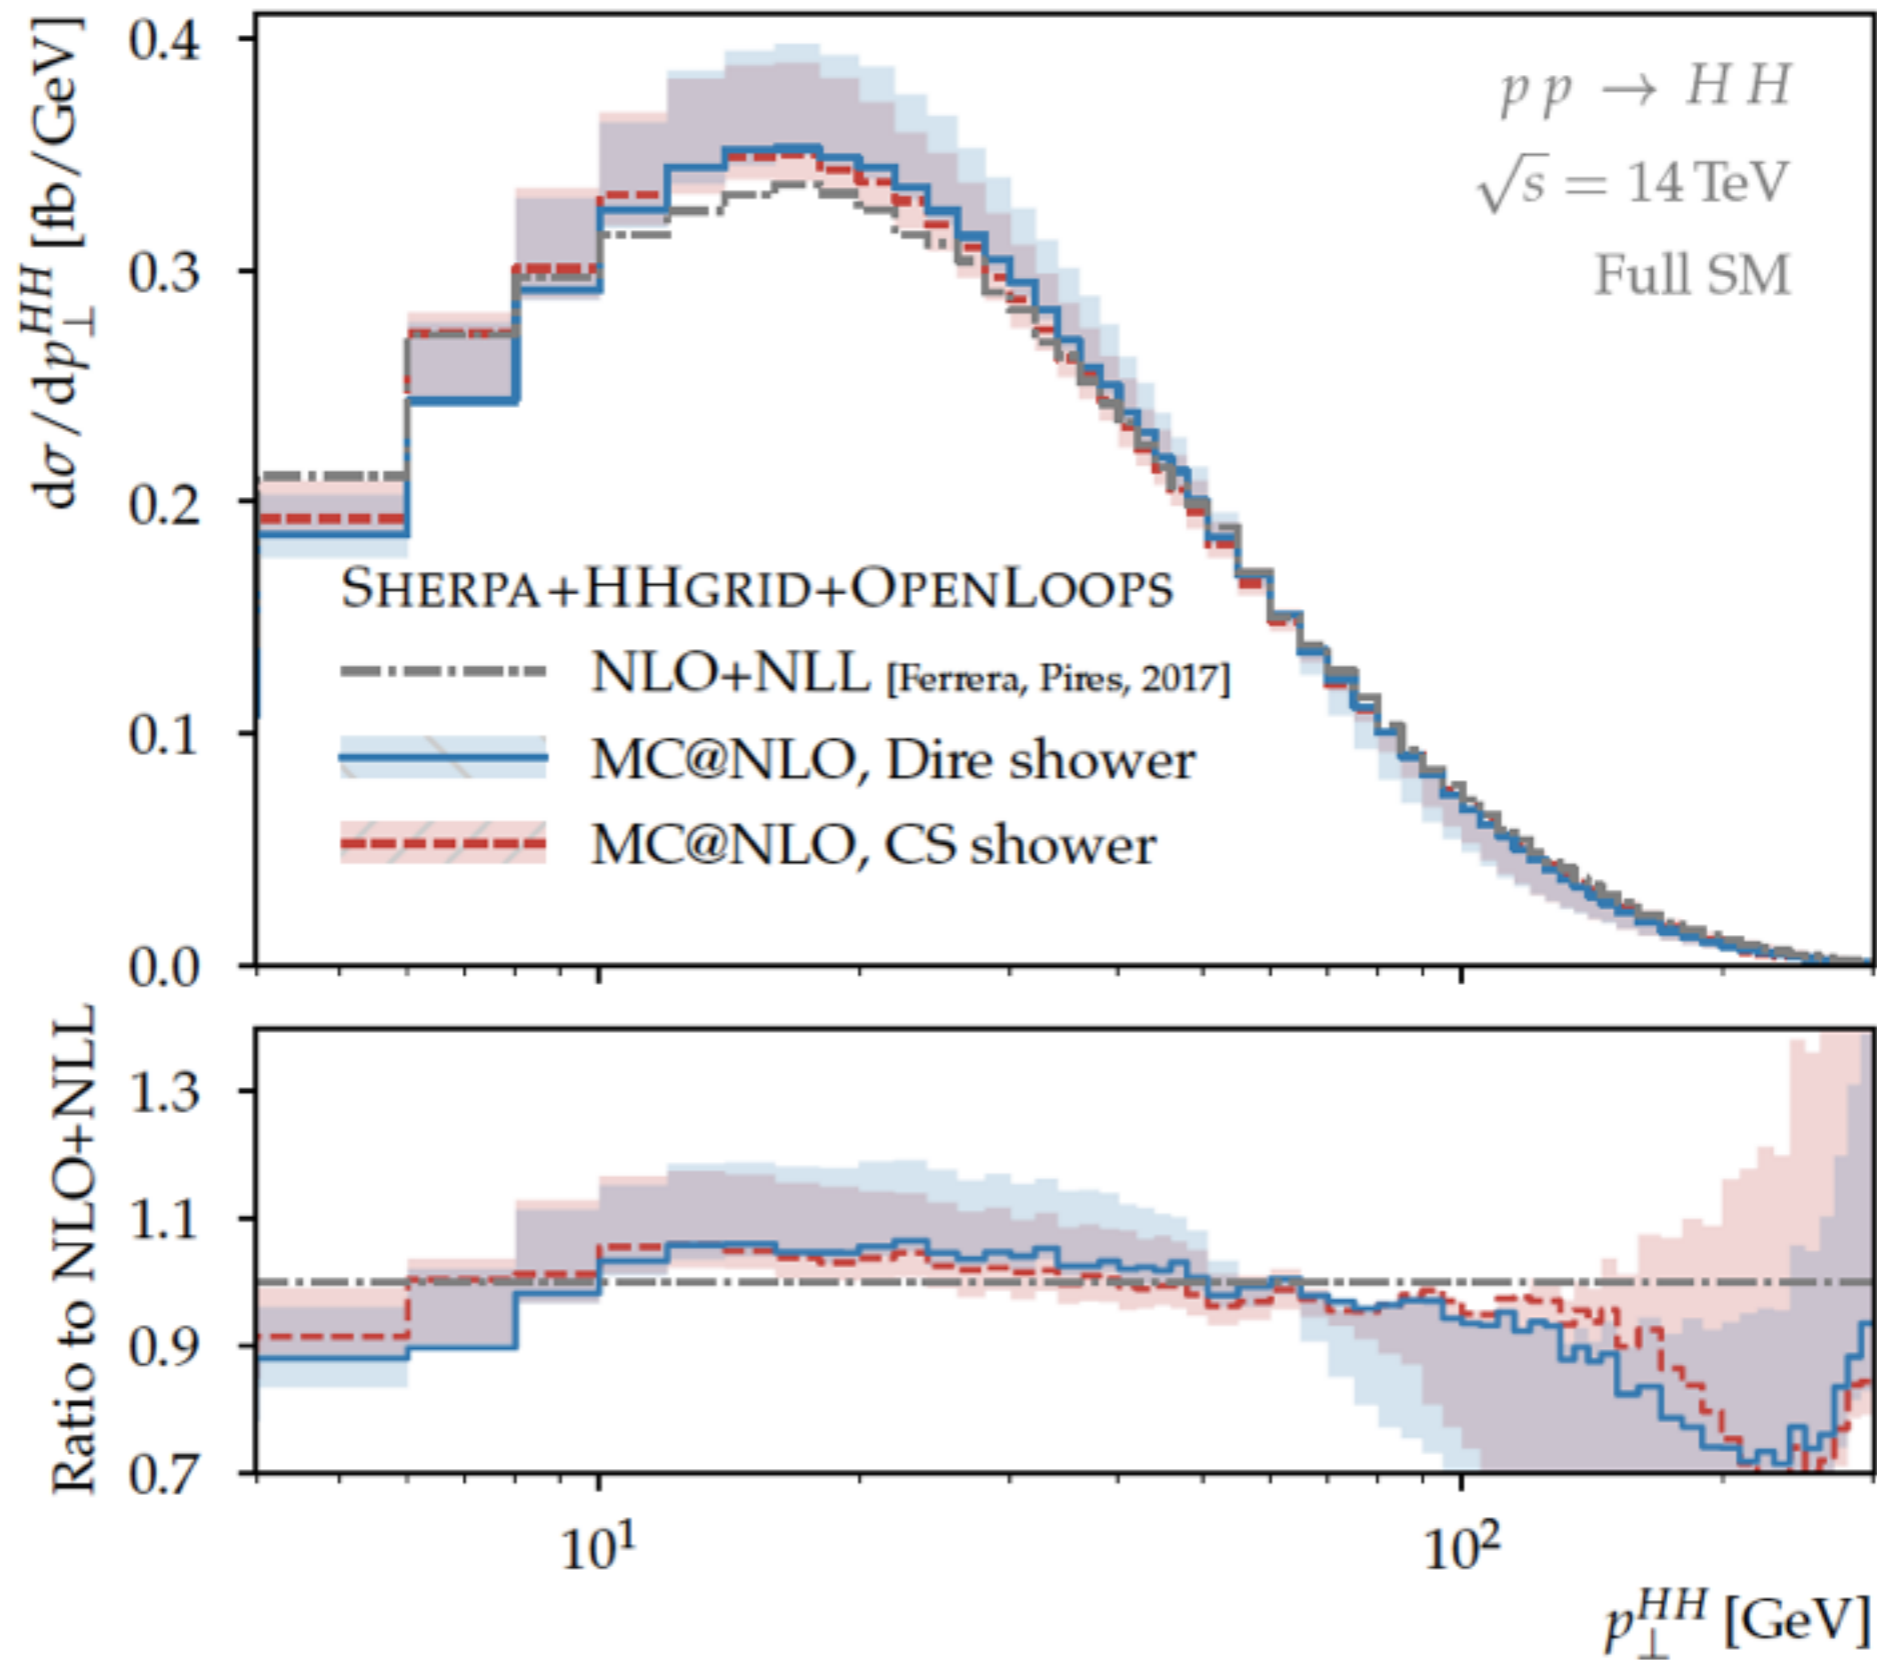 dσ/dp⊥^HH [fb/GeV]
0.4
0.3
0.2
0.1
0.0
p p → H H
√s = 14 TeV
Full SM
SHERPA+HHGRID+OPENLOOPS
NLO+NLL [Ferrera, Pires, 2017]
MC@NLO, Dire shower
MC@NLO, CS shower
Ratio to NLO+NLL
1.3
1.1
0.9
0.7
10¹ 10²
p⊥^HH [GeV]